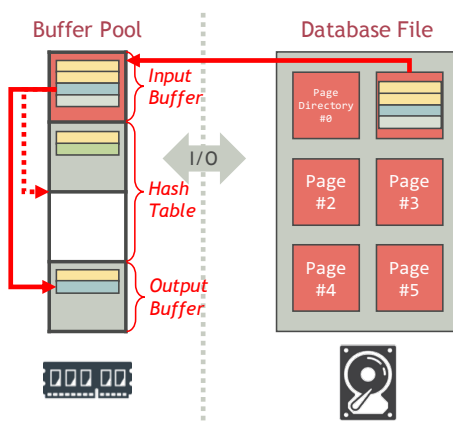 Buffer Pool
Database File
Input
Buffer
Page
Directory
#0
I/O
Hash
Table
Page
#2
Page
#3
Output
Buffer
Page
#4
Page
#5